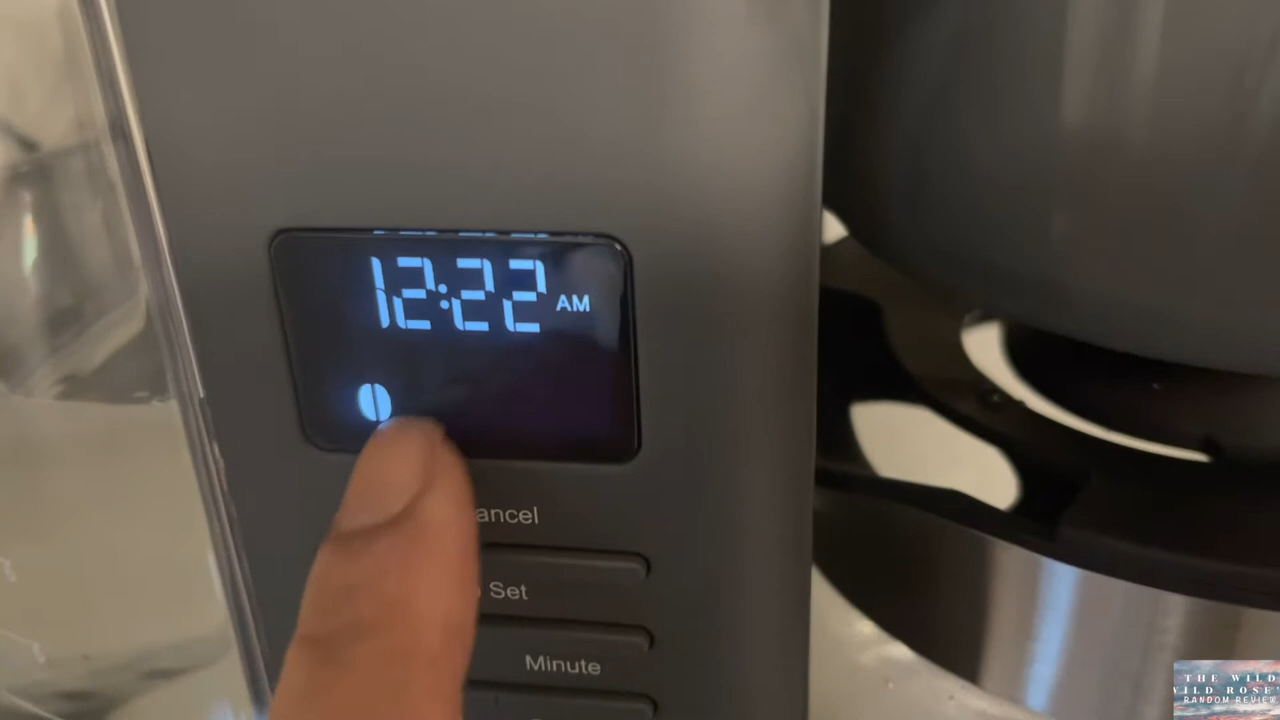 12:22 AM
ancel
Set
Minute
THE WILD
WILD ROSE'
RANDOM REVIEW